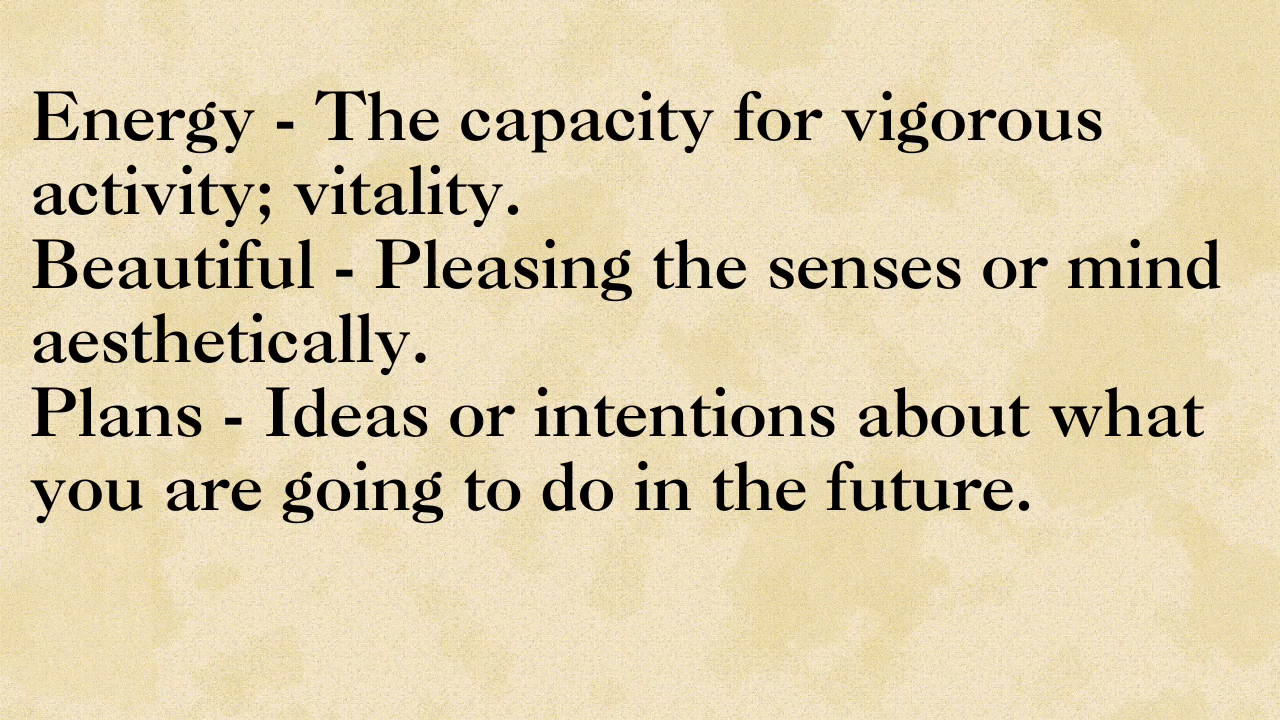 Energy - The capacity for vigorous
activity; vitality.
Beautiful - Pleasing the senses or mind
aesthetically.
Plans - Ideas or intentions about what
you are going to do in the future.